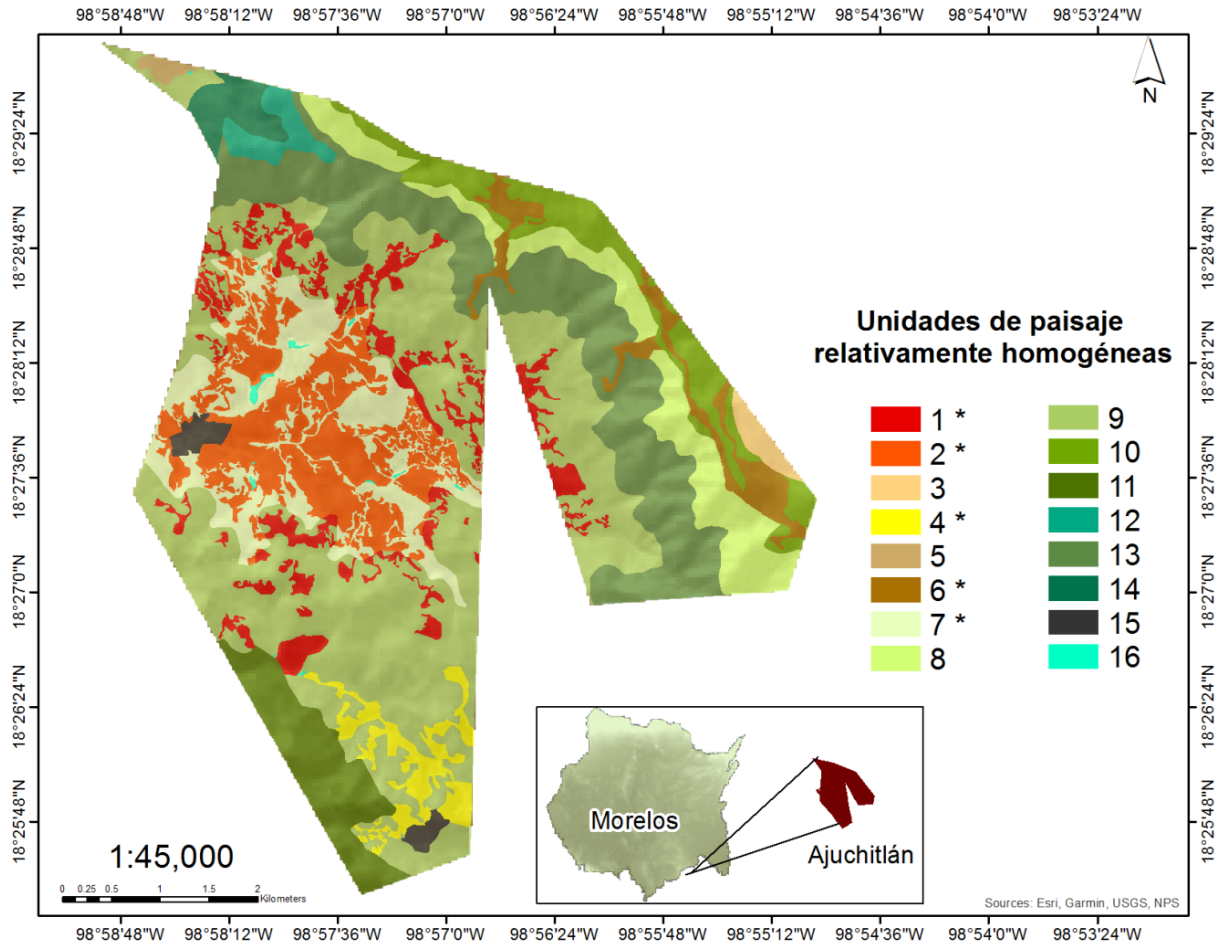 98°58'48"W 98°58'12"W 98°57'36"W 98°57'0"W 98°56'24"W 98°55'48"W 98°55'12"W 98°54'36"W 98°54'0"W 98°53'24"W
N
18°29'24"N 18°29'24"N
18°28'48"N 18°28'48"N
18°28'12"N 18°28'12"N
18°27'36"N 18°27'36"N
18°27'0"N 18°27'0"N
18°26'24"N 18°26'24"N
18°25'48"N 18°25'48"N
Unidades de paisaje
relativamente homogéneas
1 *
2 *
3
4 *
5
6 *
7 *
8
9
10
11
12
13
14
15
16
Morelos
Ajuchitlán
1:45,000
0 0.25 0.5 1 1.5 2
Kilometers
Sources: Esri, Garmin, USGS, NPS
98°58'48"W 98°58'12"W 98°57'36"W 98°57'0"W 98°56'24"W 98°55'48"W 98°55'12"W 98°54'36"W 98°54'0"W 98°53'24"W